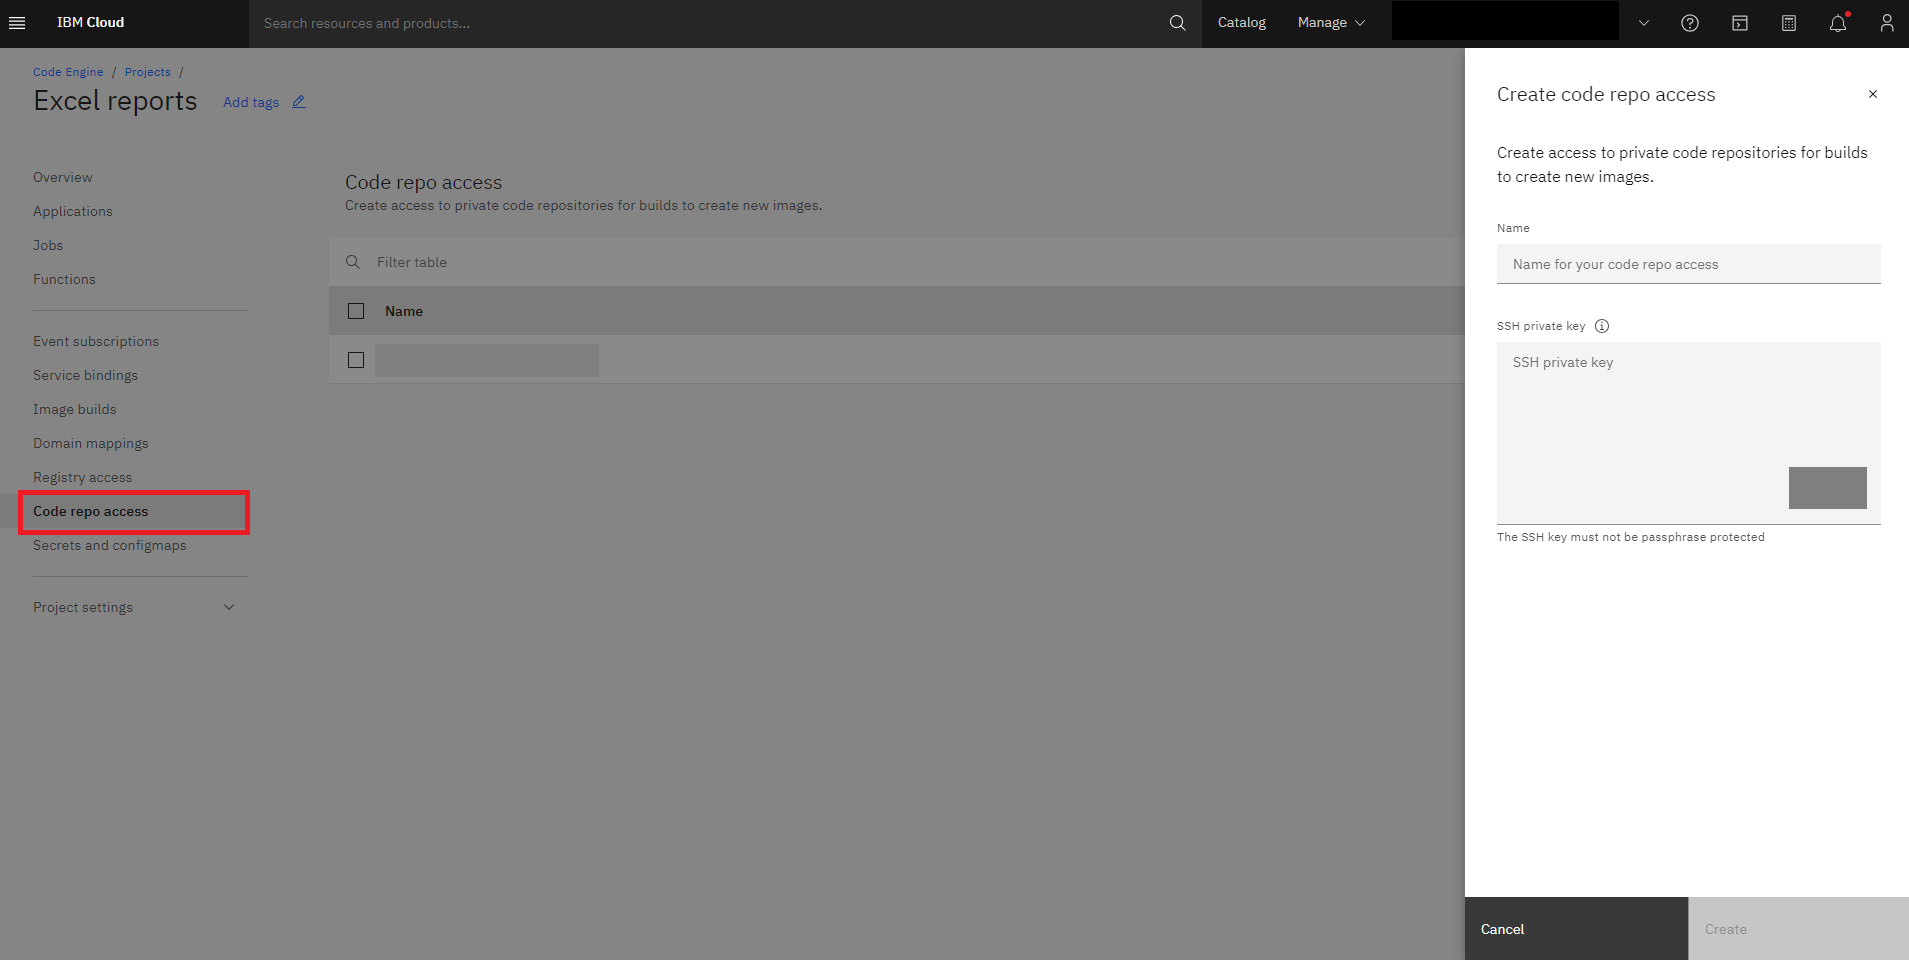 IBM Cloud
Search resources and products...
Catalog
Manage
Code Engine / Projects /
Excel reports
Add tags
Overview
Applications
Jobs
Functions
Event subscriptions
Service bindings
Image builds
Domain mappings
Registry access
Code repo access
Secrets and configmaps
Project settings
Code repo access
Create access to private code repositories for builds to create new images.
Filter table
Name
Create code repo access
Create access to private code repositories for builds
to create new images.
Name
Name for your code repo access
SSH private key
SSH private key
The SSH key must not be passphrase protected
Cancel
Create